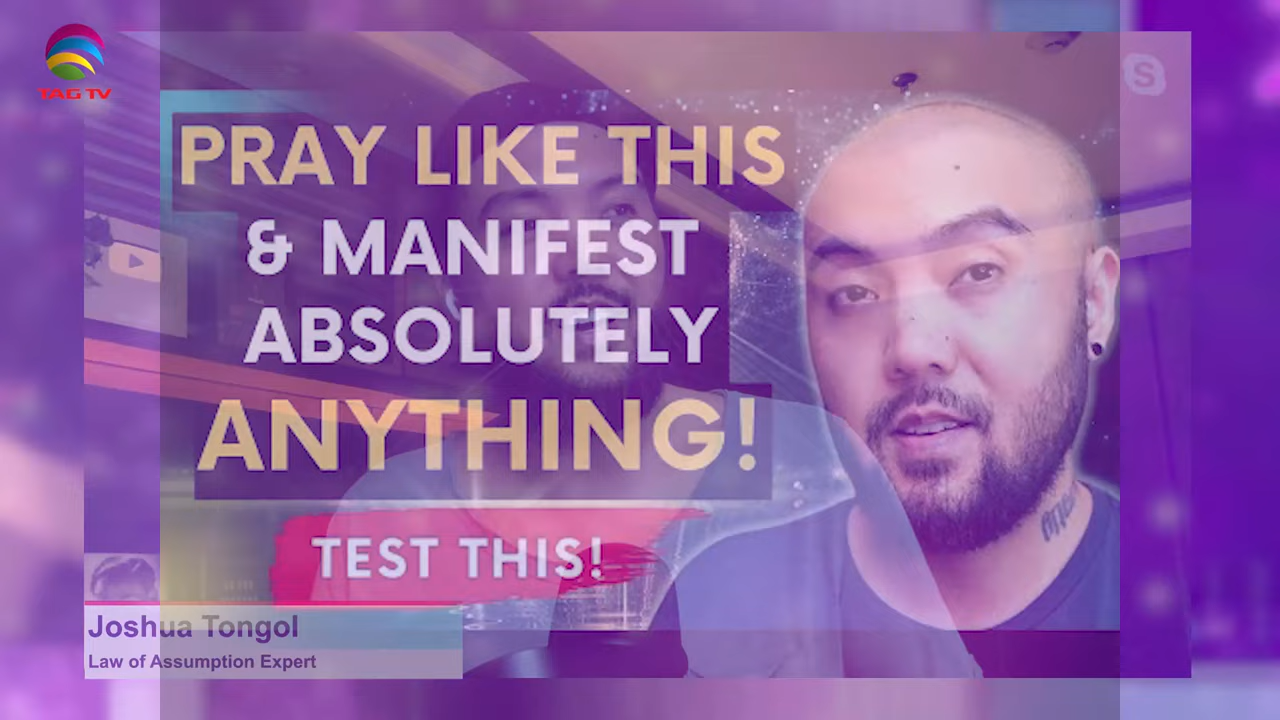 TAG TV
S
PRAY LIKE THIS
& MANIFEST
ABSOLUTELY
ANYTHING!
TEST THIS!
Joshua Tongol
Law of Assumption Expert